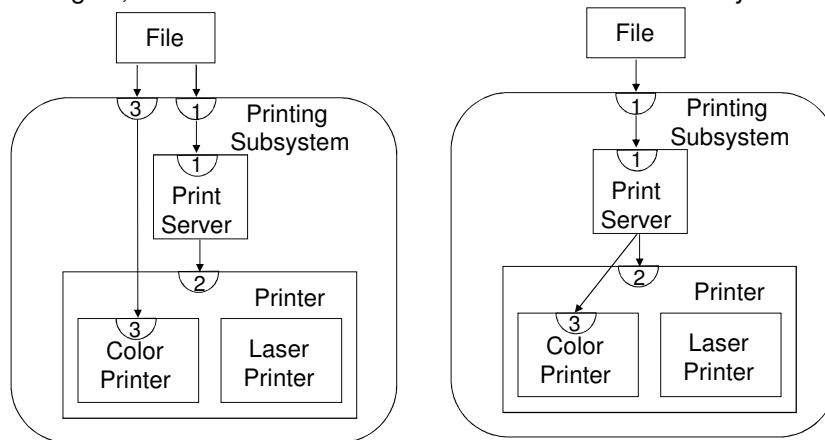 File
3
1
Printing
Subsystem
1
Print
Server
2
Printer
3
Color
Printer
Laser
Printer
File
1
Printing
Subsystem
1
Print
Server
2
Printer
3
Color
Printer
Laser
Printer